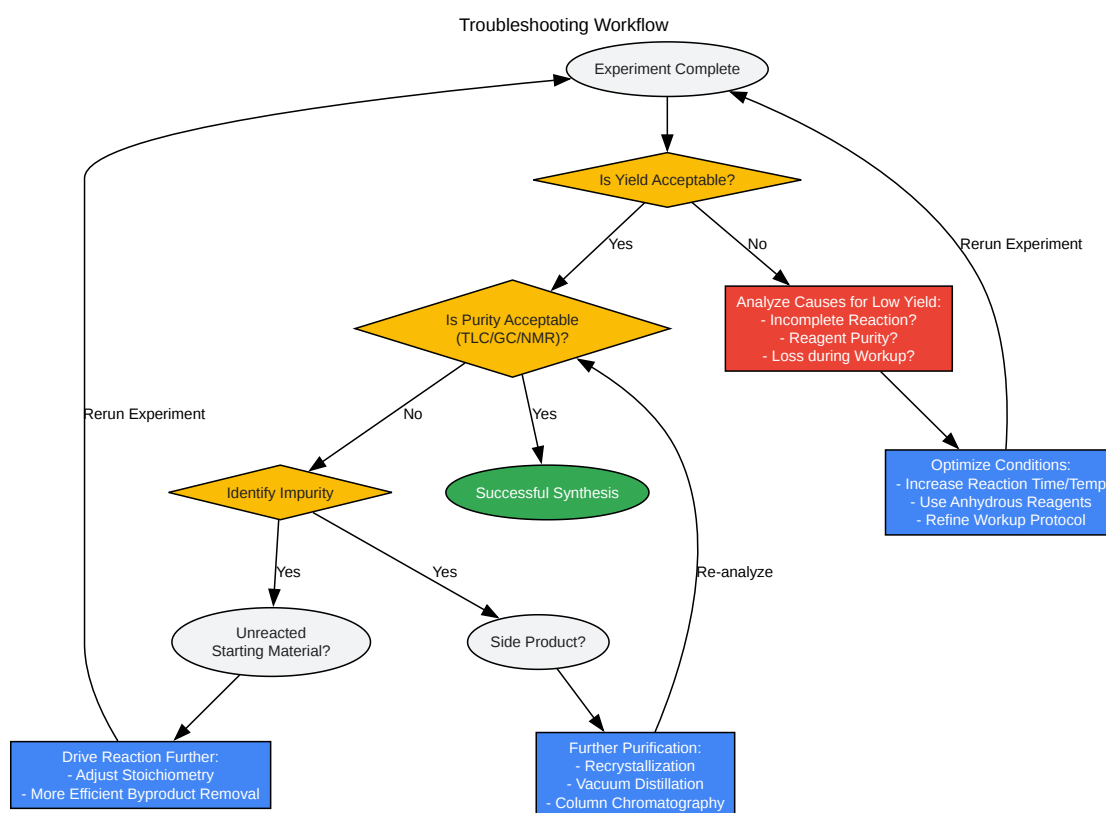 Troubleshooting Workflow
Experiment Complete
Is Yield Acceptable?
Yes
No
Rerun Experiment
Is Purity Acceptable
(TLC/GC/NMR)?
Analyze Causes for Low Yield:
- Incomplete Reaction?
- Reagent Purity?
- Loss during Workup?
Rerun Experiment
No
Yes
Identify Impurity
Successful Synthesis
Optimize Conditions:
- Increase Reaction Time/Temp
- Use Anhydrous Reagents
- Refine Workup Protocol
Yes
Yes
Re-analyze
Unreacted
Starting Material?
Side Product?
Drive Reaction Further:
- Adjust Stoichiometry
- More Efficient Byproduct Removal
Further Purification:
- Recrystallization
- Vacuum Distillation
- Column Chromatography